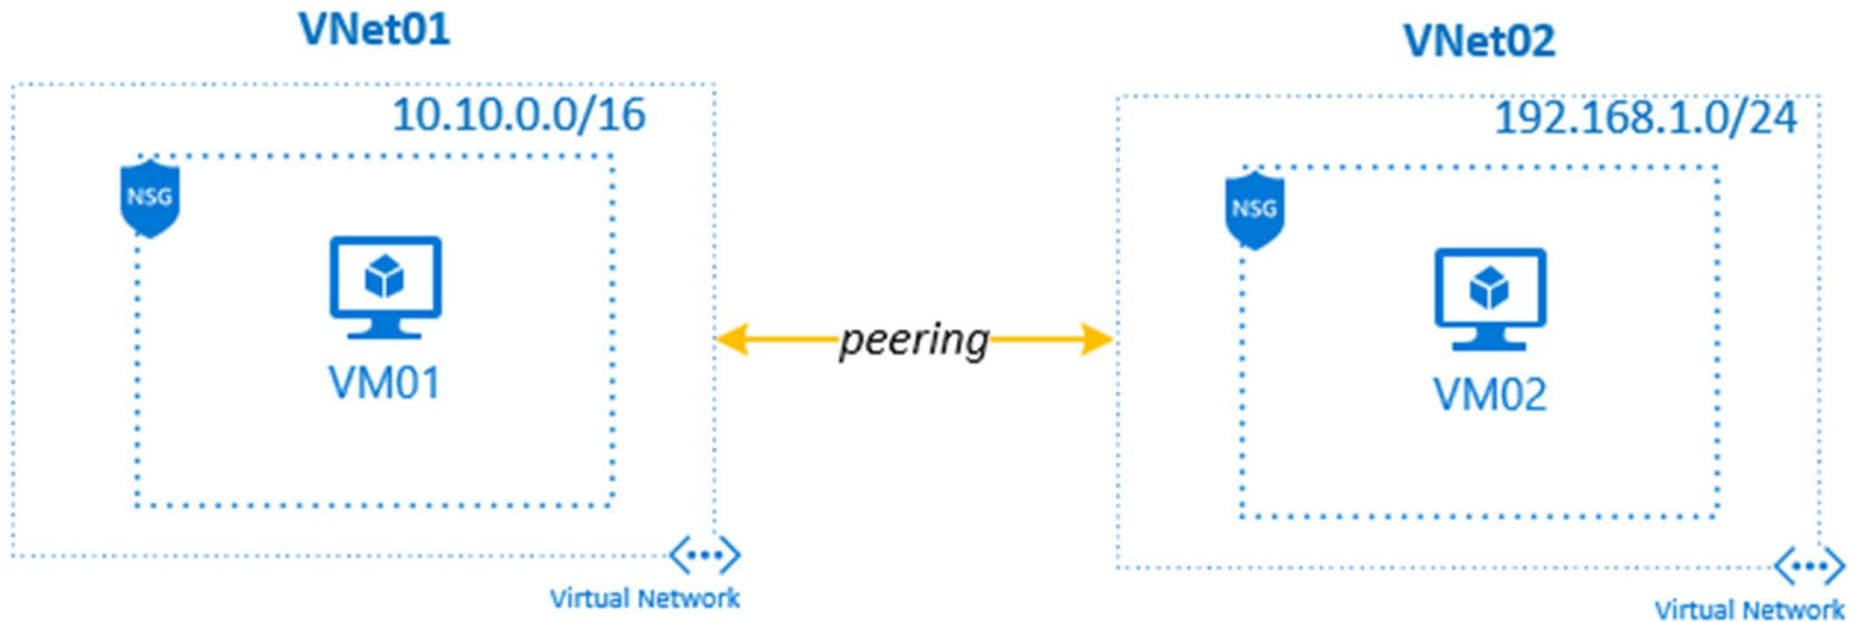 VNet01
10.10.0.0/16
NSG
VM01
Virtual Network
peering
VNet02
192.168.1.0/24
NSG
VM02
Virtual Network